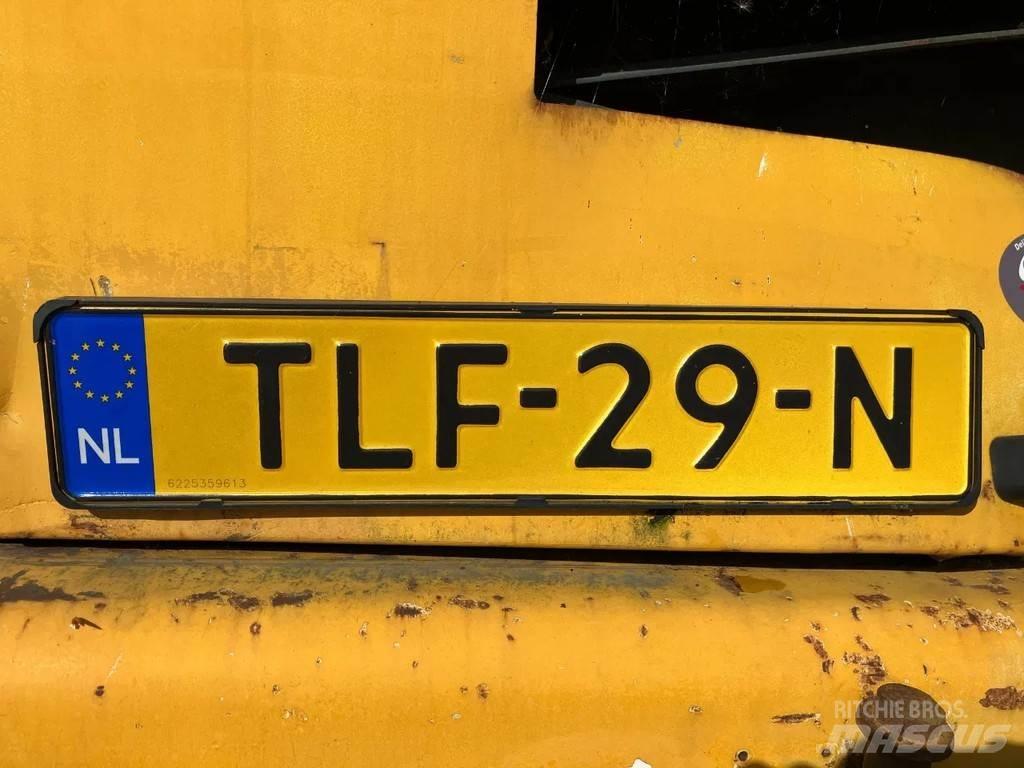 NL
TLF-29-N
6225359613
RITCHIE BROS.
MASCUS